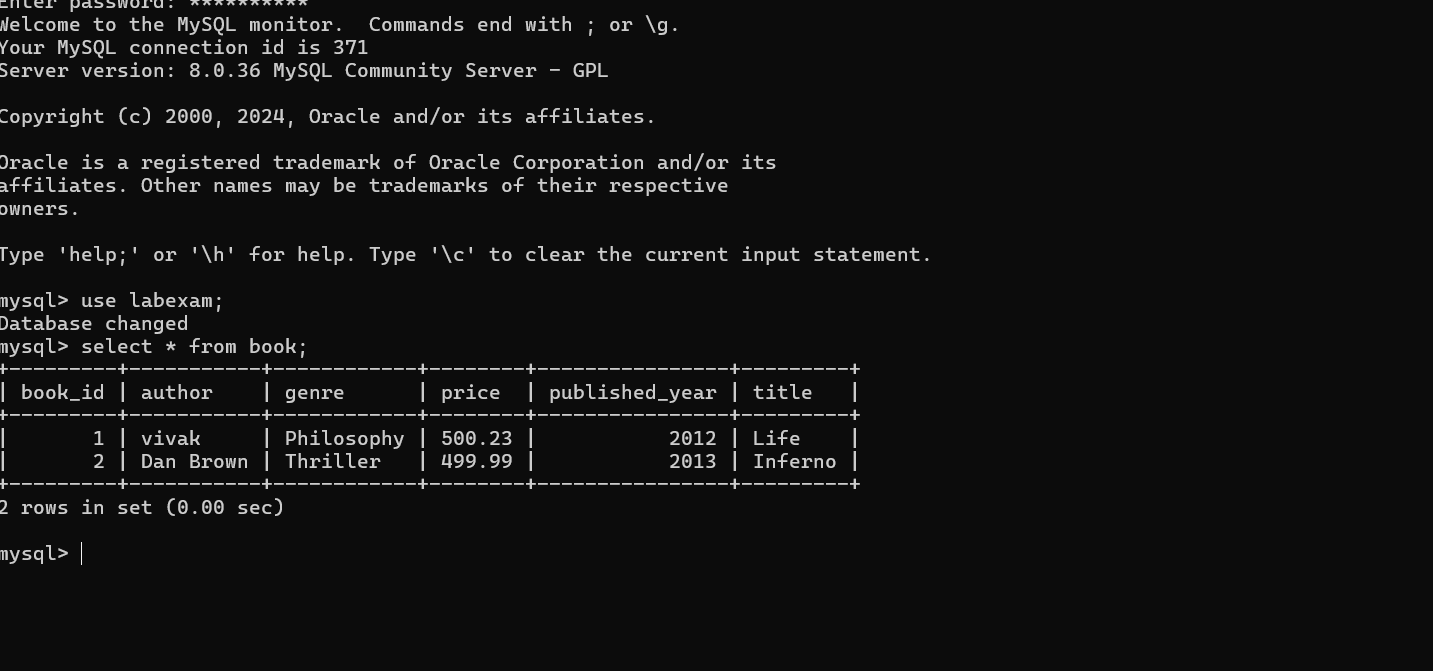 Enter password: **********
Welcome to the MySQL monitor.  Commands end with ; or \g.
Your MySQL connection id is 371
Server version: 8.0.36 MySQL Community Server - GPL

Copyright (c) 2000, 2024, Oracle and/or its affiliates.

Oracle is a registered trademark of Oracle Corporation and/or its
affiliates. Other names may be trademarks of their respective
owners.

Type 'help;' or '\h' for help. Type '\c' to clear the current input statement.

mysql> use labexam;
Database changed
mysql> select * from book;
+---------+-----------+------------+--------+----------------+---------+
| book_id | author    | genre      | price  | published_year | title   |
+---------+-----------+------------+--------+----------------+---------+
|       1 | vivak     | Philosophy | 500.23 |           2012 | Life    |
|       2 | Dan Brown | Thriller   | 499.99 |           2013 | Inferno |
+---------+-----------+------------+--------+----------------+---------+
2 rows in set (0.00 sec)

mysql>